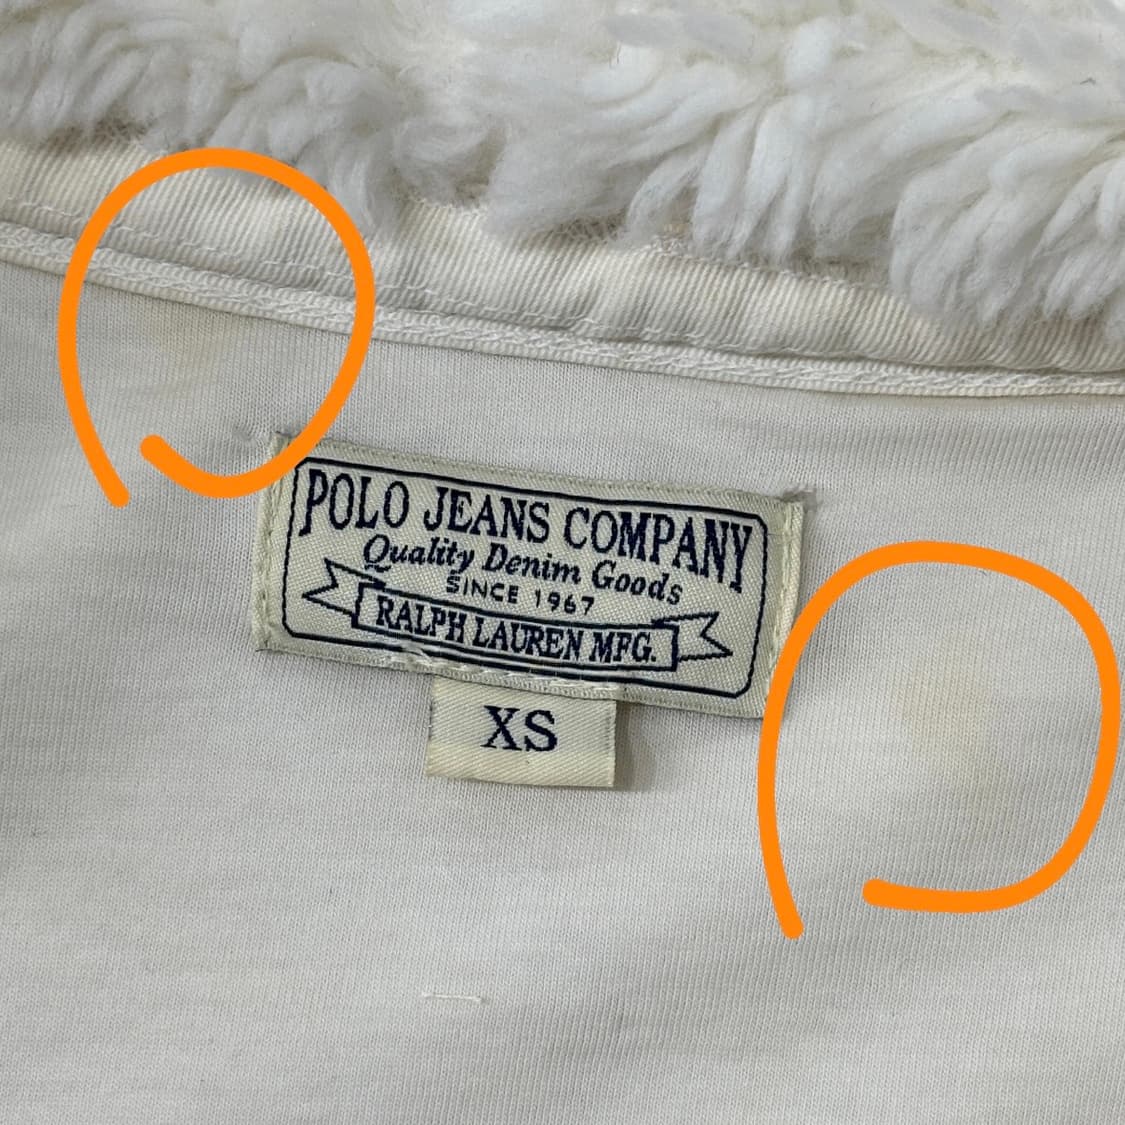 POLO JEANS COMPANY
Quality Denim Goods
SINCE 1967
RALPH LAUREN MFG.
XS